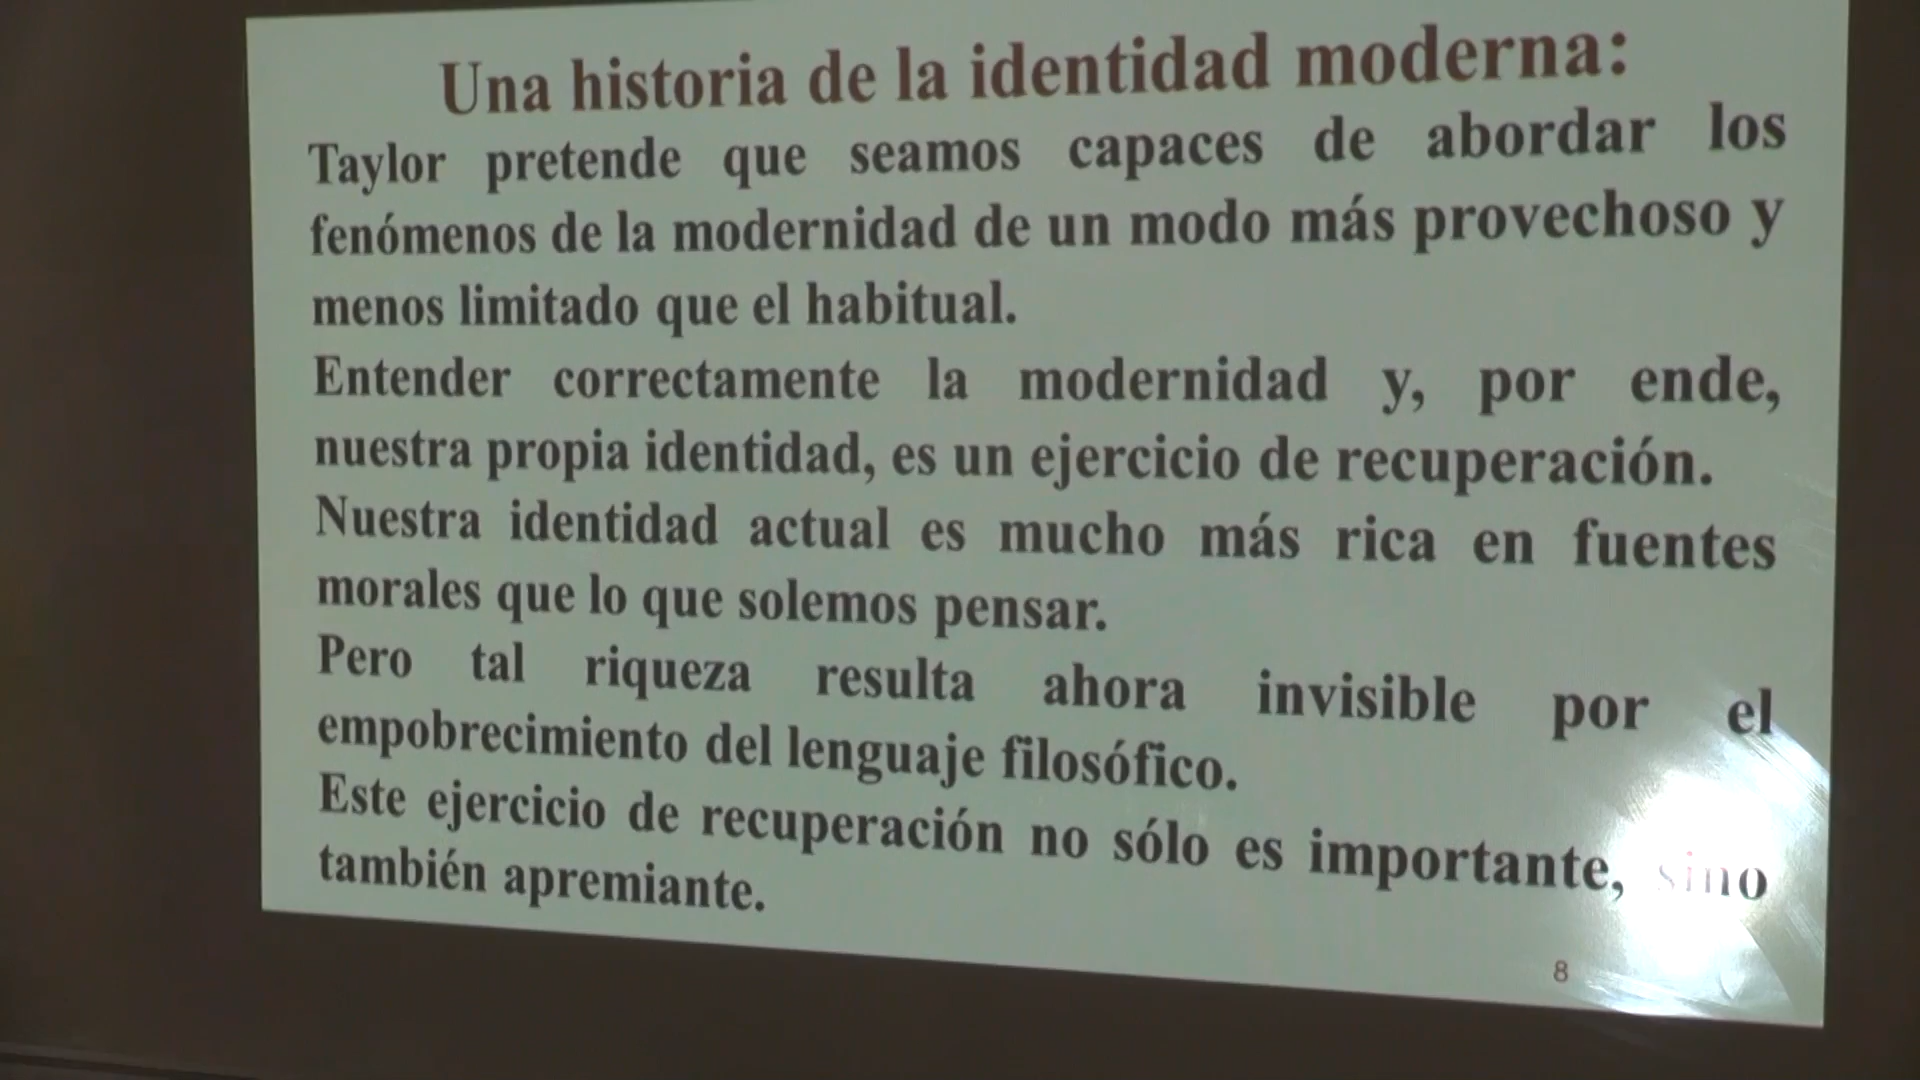 Una historia de la identidad moderna:
Taylor pretende que seamos capaces de abordar los
fenómenos de la modernidad de un modo más provechoso y
menos limitado que el habitual.
Entender correctamente la modernidad y, por ende,
nuestra propia identidad, es un ejercicio de recuperación.
Nuestra identidad actual es mucho más rica en fuentes
morales que lo que solemos pensar.
Pero tal riqueza resulta ahora invisible por el
empobrecimiento del lenguaje filosófico.
Este ejercicio de recuperación no sólo es importante, sino
también apremiante.
8